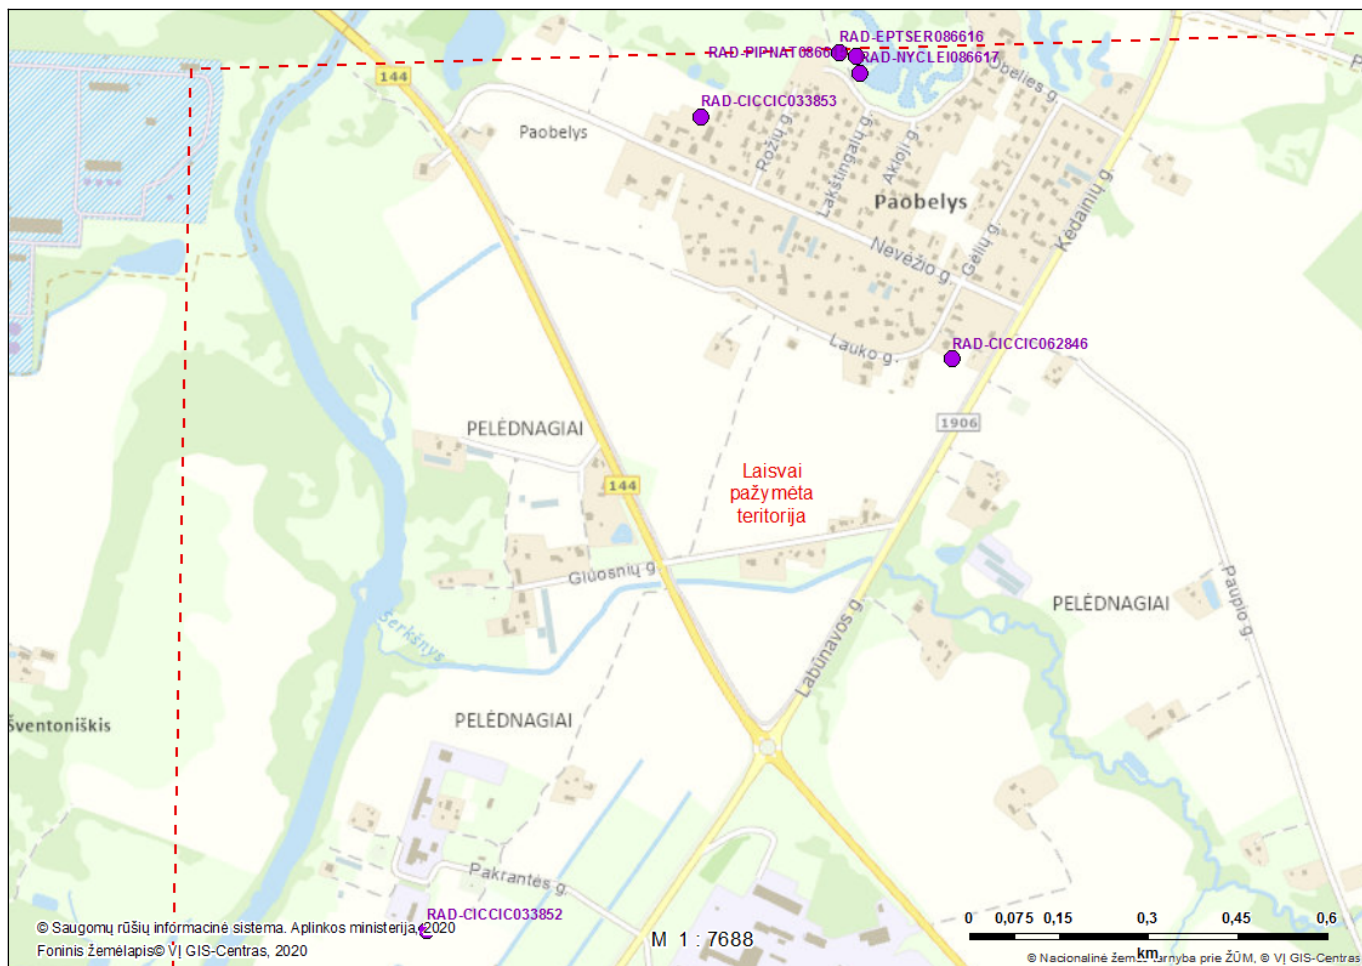 144
RAD-EPTSER086616
RAD-PIPNAT0866
RAD-NYCLEI086617
RAD-CICCIC033853
Obelies g.
Paobelys
Rožių g.
Lakštingalų g.
Akloji g.
Paobelys
Kėdainių g.
Nevėžio g.
Gėlių g.
Lauko g.
RAD-CICCIC062846
1906
PELĖDNAGIAI
144
Laisvai
pažymėta
teritorija
Gluosnių g.
PELĖDNAGIAI
Paupio g.
Serkšnys
Labūnavos g.
Šventoniškis
PELĖDNAGIAI
Pakrantės g.
RAD-CICCIC033852
© Saugomų rūšių informacinė sistema. Aplinkos ministerija, 2020
Foninis žemėlapis© VĮ GIS-Centras, 2020
M 1 : 7688
0 0,075 0,15 0,3 0,45 0,6
km
© Nacionalinė žemės tarnyba prie ŽŪM, © VĮ GIS-Centras